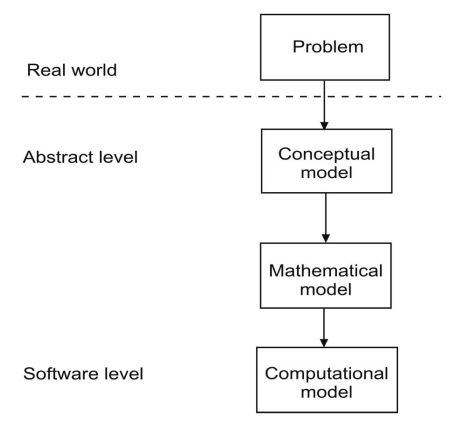 Problem
Real world
Abstract level
Conceptual
model
Mathematical
model
Software level
Computational
model